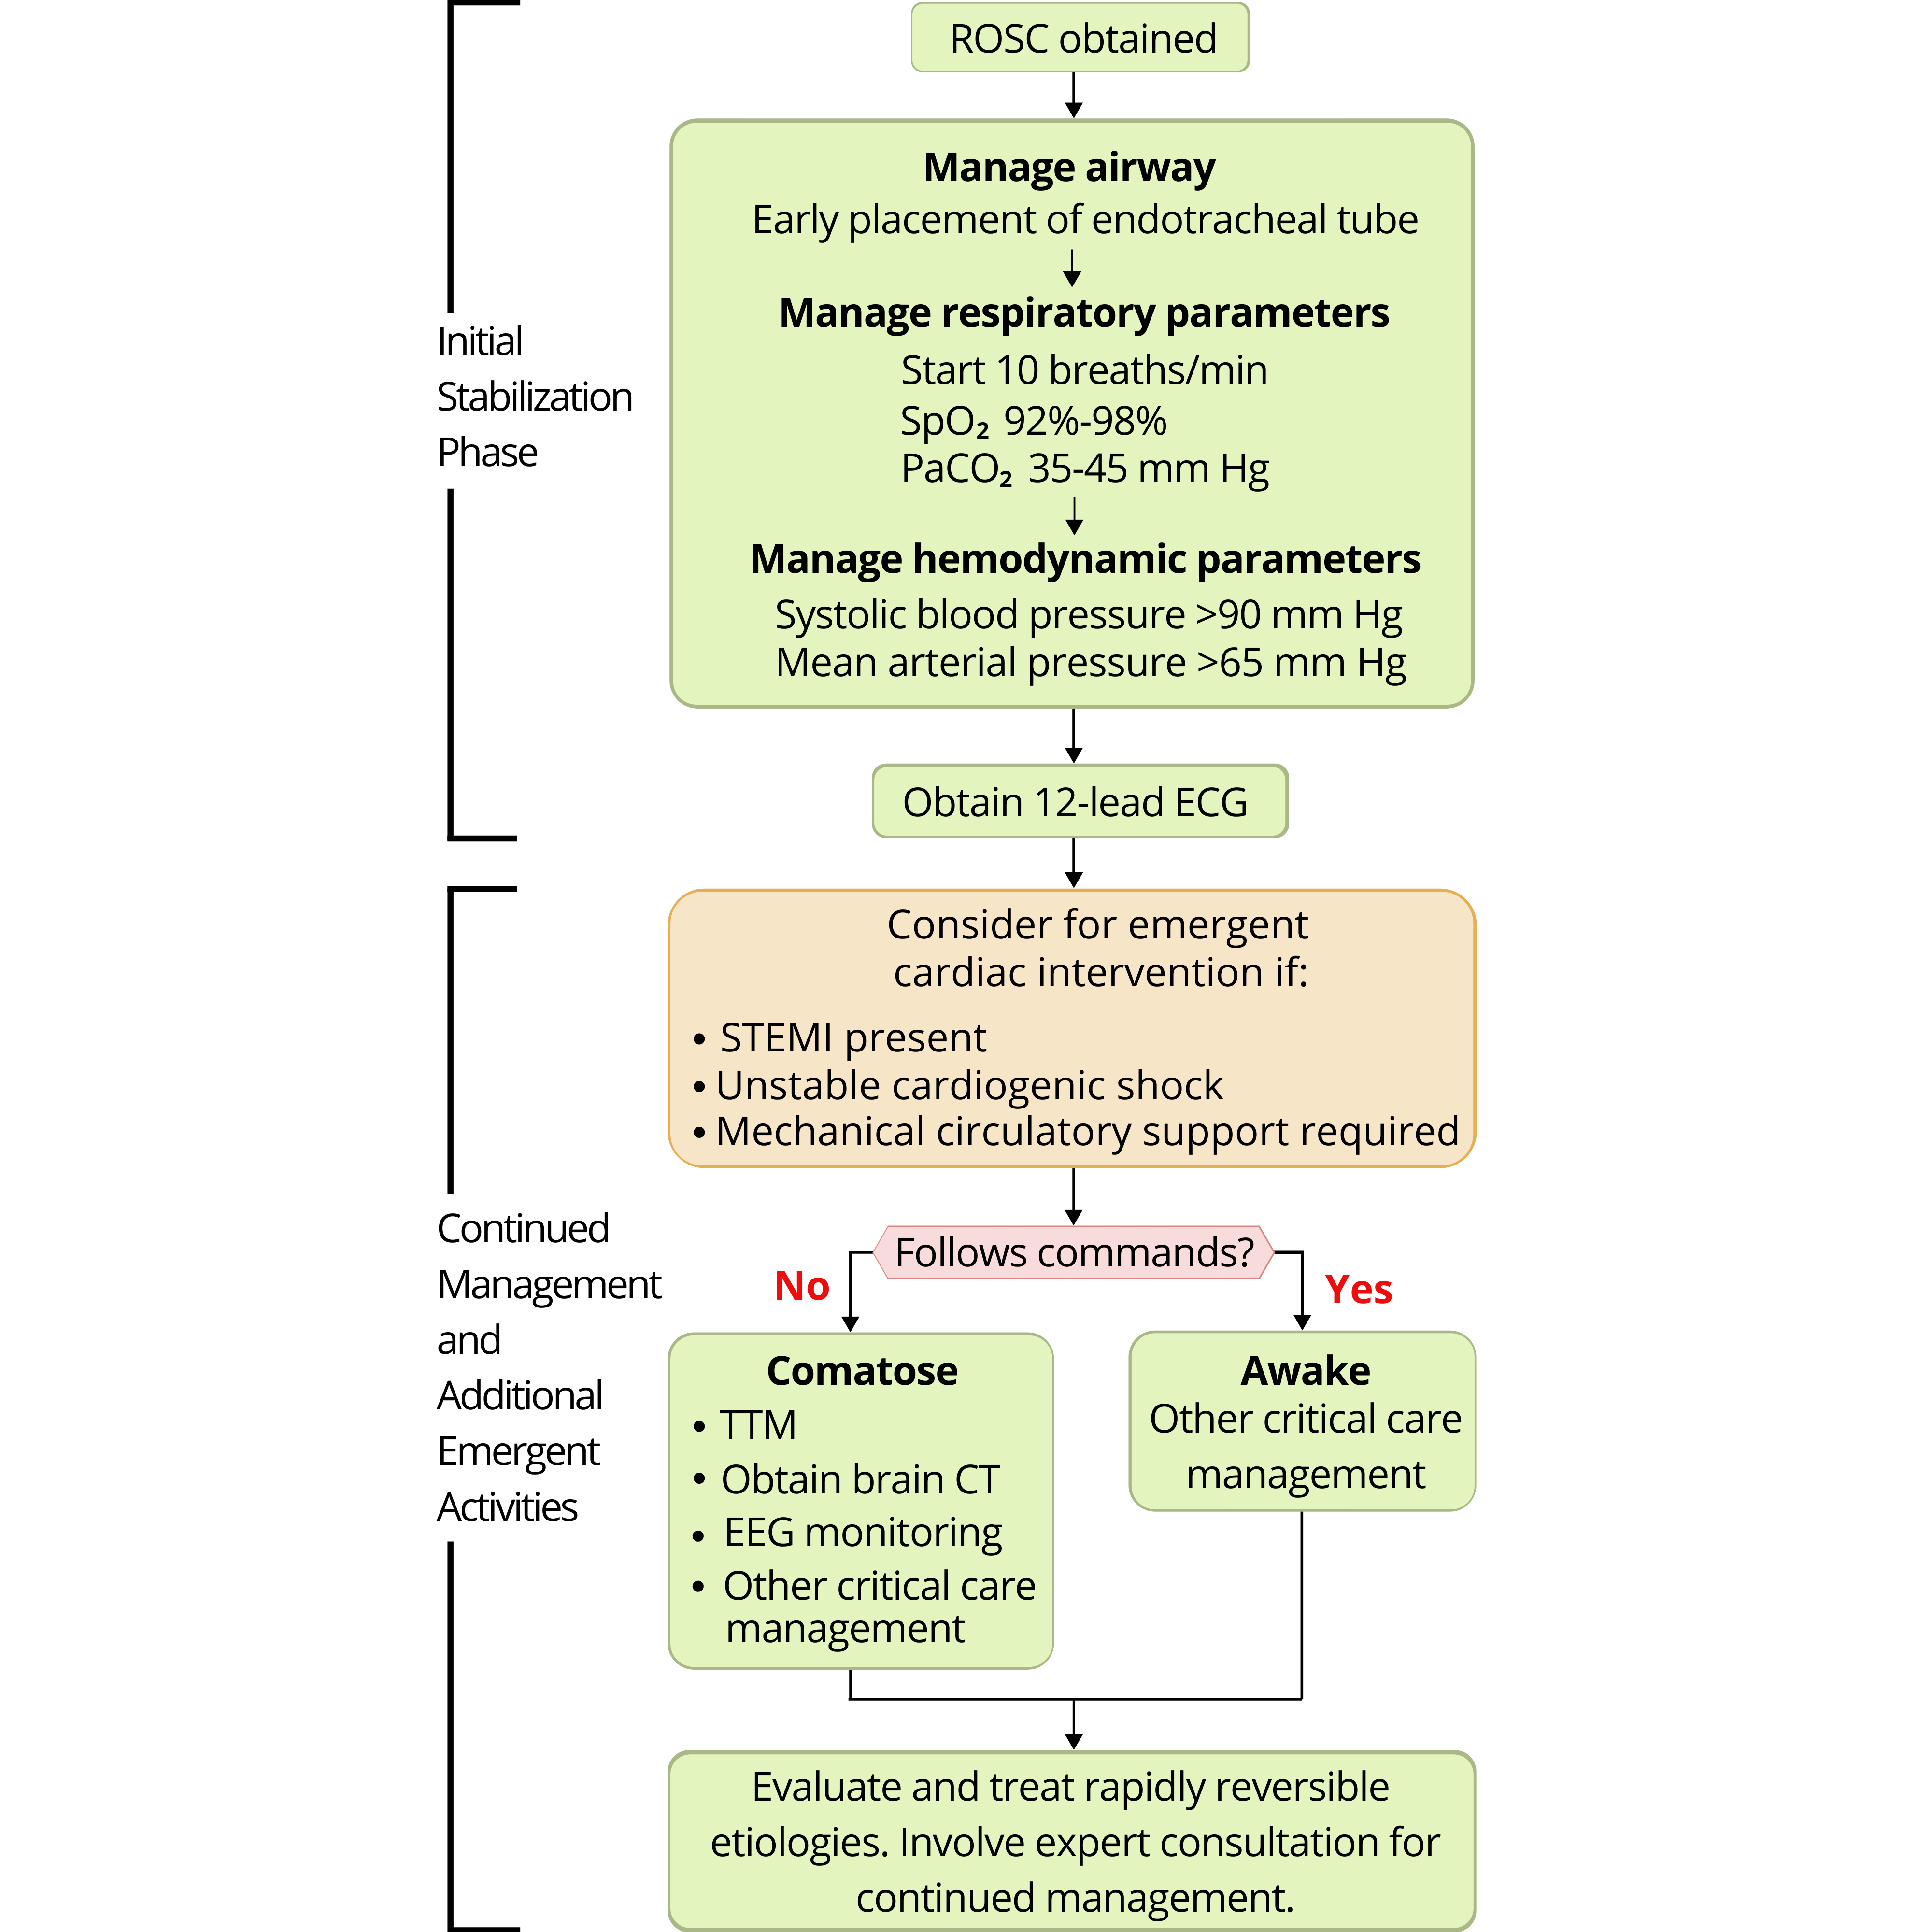 ROSC obtained
Manage airway
Early placement of endotracheal tube
Manage respiratory parameters
Start 10 breaths/min
SpO₂ 92%-98%
PaCO₂ 35-45 mm Hg
Manage hemodynamic parameters
Systolic blood pressure >90 mm Hg
Mean arterial pressure >65 mm Hg
Obtain 12-lead ECG
Initial
Stabilization
Phase
Consider for emergent
cardiac intervention if:
• STEMI present
• Unstable cardiogenic shock
• Mechanical circulatory support required
Follows commands?
No
Yes
Comatose
• TTM
• Obtain brain CT
• EEG monitoring
• Other critical care
management
Awake
Other critical care
management
Evaluate and treat rapidly reversible
etiologies. Involve expert consultation for
continued management.
Continued
Management
and
Additional
Emergent
Activities